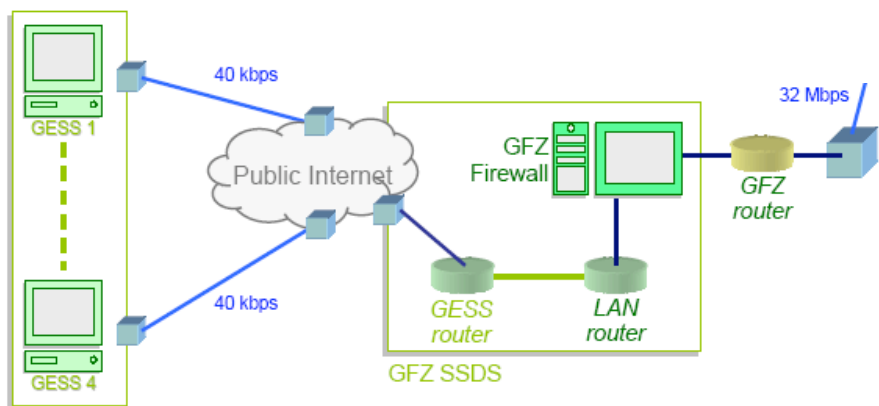 GESS 1
40 kbps
Public Internet
GESS 4
40 kbps
GFZ
Firewall
32 Mbps
GFZ
router
GESS
router
LAN
router
GFZ SSDS